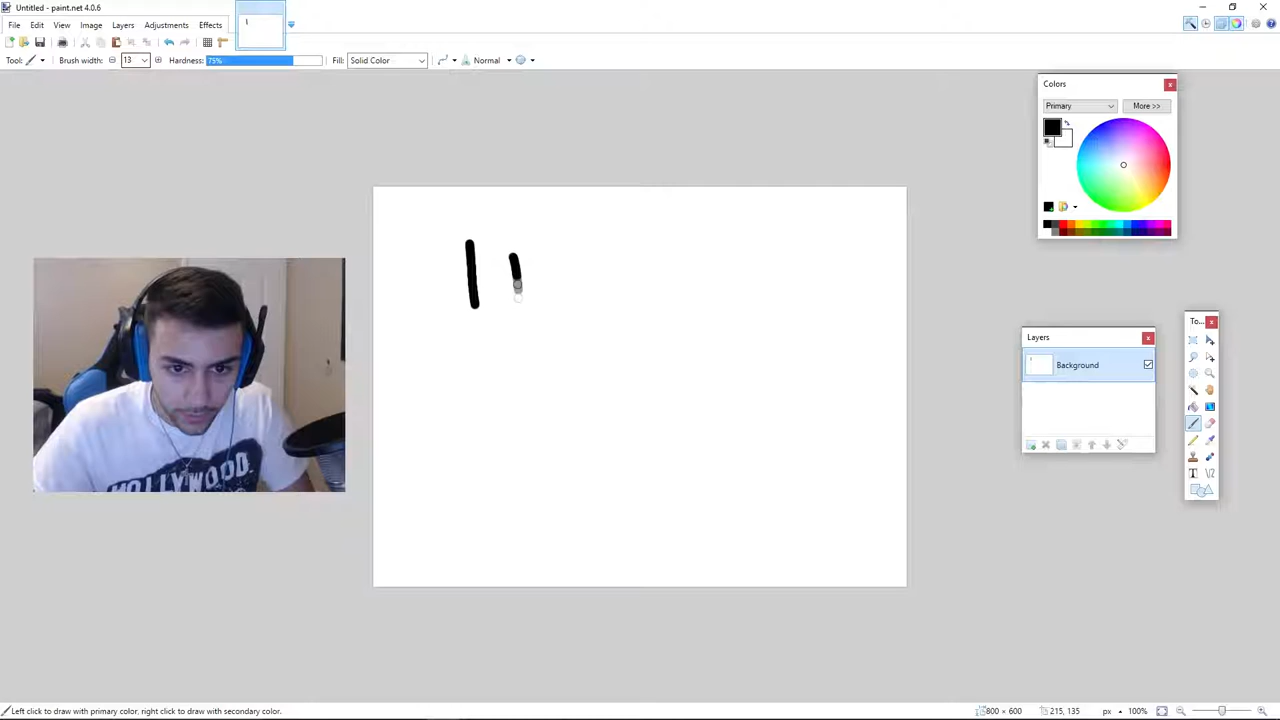 Untitled - paint.net 4.0.6
File Edit View Image Layers Adjustments Effects
Tool: Brush width: 13 Hardness: 75% Fill: Solid Color Normal
Colors
Primary More >>
HOLLYWOOD
Layers
Background
To...
Left click to draw with primary color, right click to draw with secondary color. 800 × 600 215, 135 px 100%